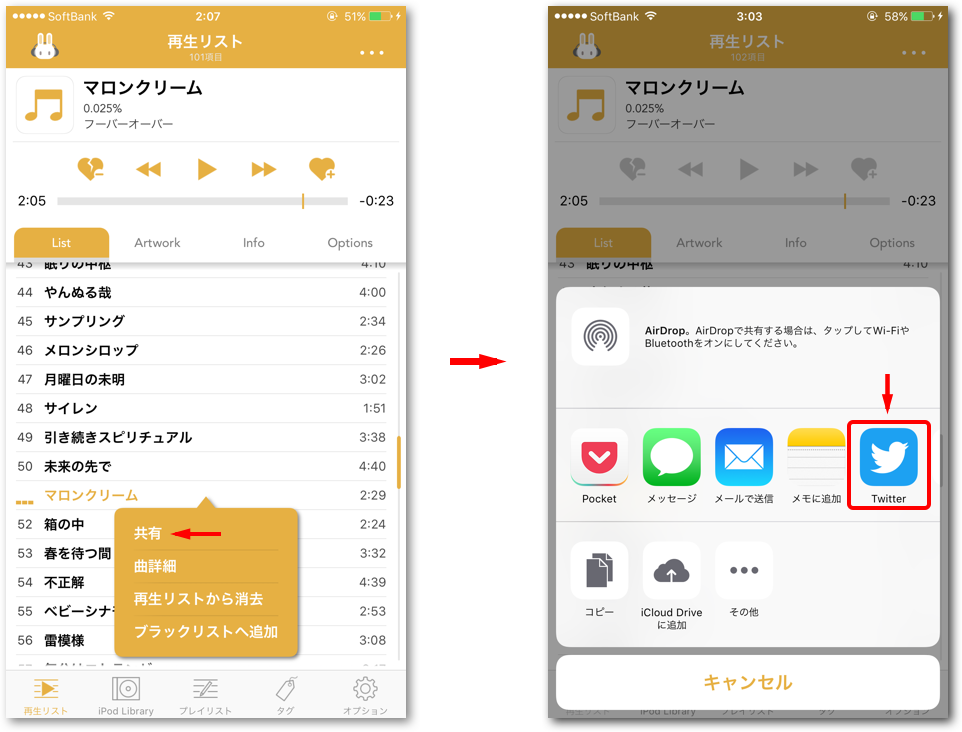 SoftBank 2:07 51%
再生リスト
101項目
マロンクリーム
0.025%
フーバーオーバー
2:05 -0:23
List Artwork Info Options
43 眠りの中枢 4:10
44 やんぬる哉 4:00
45 サンプリング 2:34
46 メロンシロップ 2:26
47 月曜日の未明 3:02
48 サイレン 1:51
49 引き続きスピリチュアル 3:38
50 未来の先で 4:40
マロンクリーム 2:29
52 箱の中 2:24
53 春を待つ間 3:32
54 不正解 4:39
55 ベビーシナ 2:53
56 雷模様 3:08
共有
曲詳細
再生リストから消去
ブラックリストへ追加
再生リスト iPod Library プレイリスト タグ オプション
SoftBank 3:03 58%
再生リスト
102項目
マロンクリーム
0.025%
フーバーオーバー
2:05 -0:23
List Artwork Info Options
43 眠りの中枢 4:10
AirDrop。AirDropで共有する場合は、タップしてWi-Fiや
Bluetoothをオンにしてください。
Pocket メッセージ メールで送信 メモに追加 Twitter
コピー iCloud Drive その他
に追加
キャンセル
再生リスト iPod Library プレイリスト タグ オプション